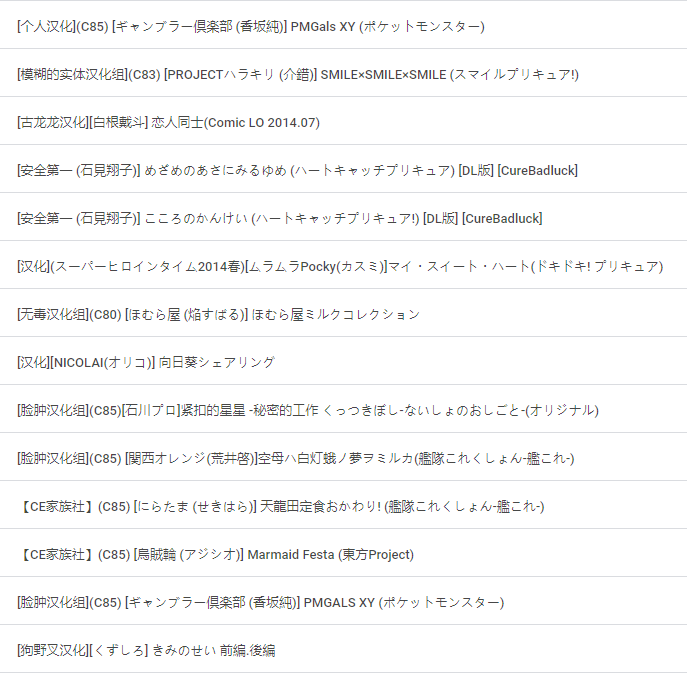 [个人汉化](C85) [ギャンブラー倶楽部 (香坂純)] PMGals XY (ポケットモンスター)
[模糊的实体汉化组](C83) [PROJECTハラキリ (介錯)] SMILE×SMILE×SMILE (スマイルプリキュア!)
[古龙龙汉化][白根戴斗] 恋人同士(Comic LO 2014.07)
[安全第一 (石見翔子)] めざめのあさにみるゆめ (ハートキャッチプリキュア) [DL版] [CureBadluck]
[安全第一 (石見翔子)] こころのかんけい (ハートキャッチプリキュア!) [DL版] [CureBadluck]
[汉化](スーパーヒロインタイム2014春)[ムラムラPocky(カスミ)]マイ・スイート・ハート(ドキドキ! プリキュア)
[无毒汉化组](C80) [ほむら屋 (焔すばる)] ほむら屋ミルクコレクション
[汉化][NICOLAI(オリコ)] 向日葵シェアリング
[脸肿汉化组](C85)[石川プロ]紧扣的星星 -秘密的工作 くっつきぼし-ないしょのおしごと-(オリジナル)
[脸肿汉化组](C85) [関西オレンジ(荒井啓)]空母ハ白灯蛾ノ夢ヲミルカ(艦隊これくしょん-艦これ-)
【CE家族社】(C85) [にらたま (せきはら)] 天龍田定食おかわり! (艦隊これくしょん-艦これ-)
【CE家族社】(C85) [烏賊輪 (アジシオ)] Marmaid Festa (東方Project)
[脸肿汉化组](C85) [ギャンブラー倶楽部 (香坂純)] PMGALS XY (ポケットモンスター)
[狗野叉汉化][くずしろ] きみのせい 前編.後編